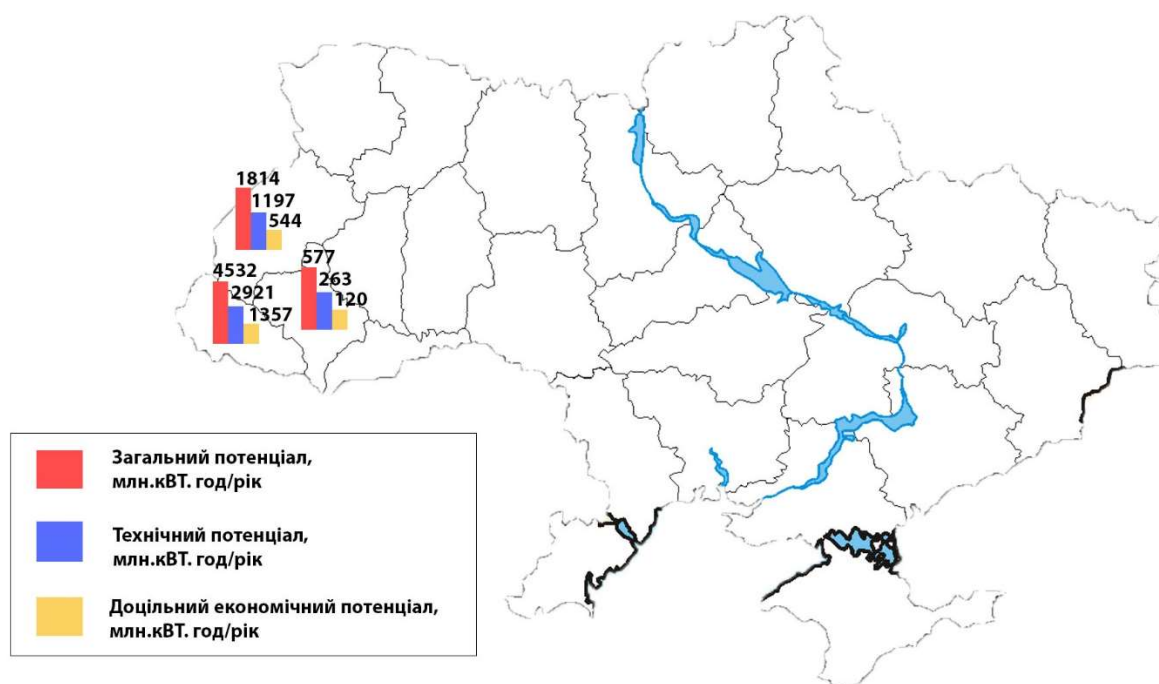 1814
1197
544
577
263
120
4532
2921
1357
Загальний потенціал,
млн.кВТ. год/рік
Технічний потенціал,
млн.кВТ. год/рік
Доцільний економічний потенціал,
млн.кВТ. год/рік